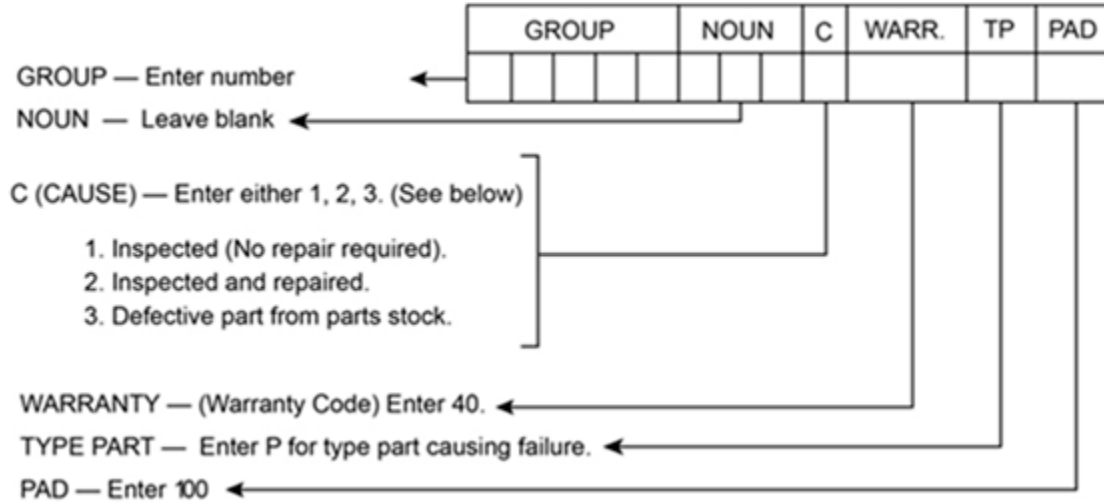 GROUP NOUN C WARR. TP PAD
GROUP — Enter number
NOUN — Leave blank
C (CAUSE) — Enter either 1, 2, 3. (See below)
1. Inspected (No repair required).
2. Inspected and repaired.
3. Defective part from parts stock.
WARRANTY — (Warranty Code) Enter 40.
TYPE PART — Enter P for type part causing failure.
PAD — Enter 100